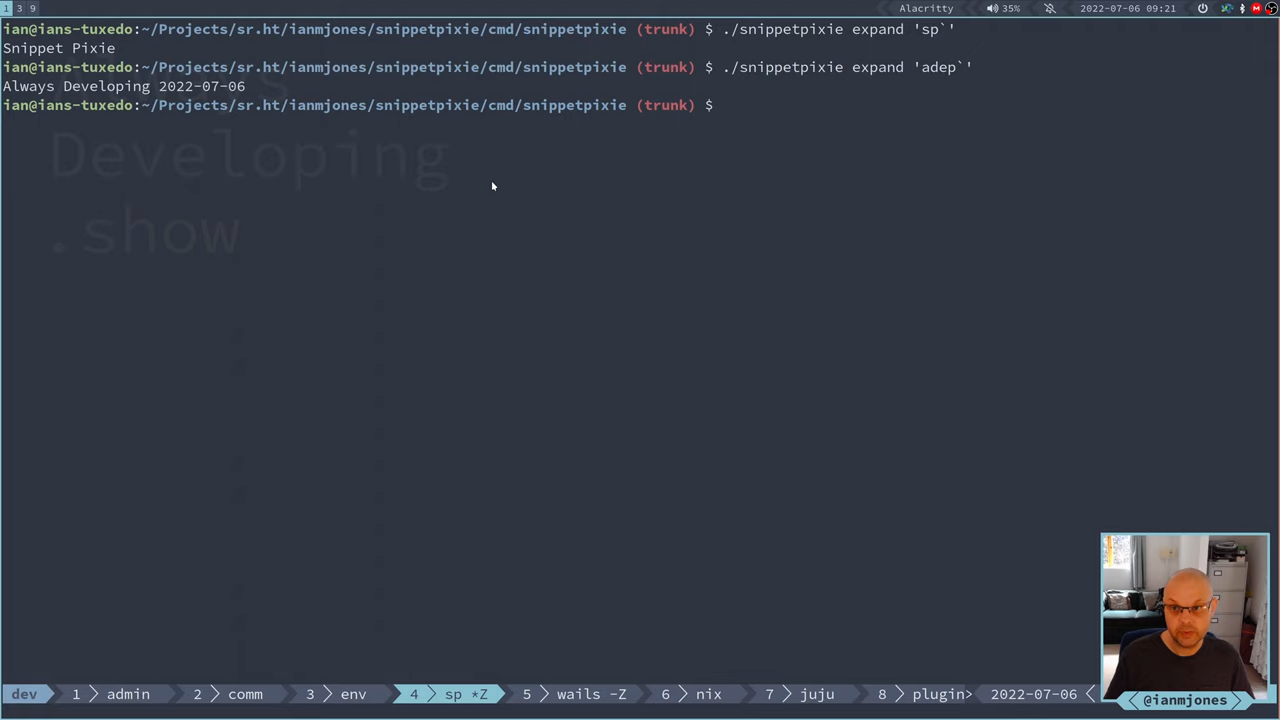 1 3 9 Alacritty 35% 2022-07-06 09:21
ian@ians-tuxedo:~/Projects/sr.ht/ianmjones/snippetpixie/cmd/snippetpixie (trunk) $ ./snippetpixie expand 'sp`'
Snippet Pixie
ian@ians-tuxedo:~/Projects/sr.ht/ianmjones/snippetpixie/cmd/snippetpixie (trunk) $ ./snippetpixie expand 'adep`'
Always Developing 2022-07-06
ian@ians-tuxedo:~/Projects/sr.ht/ianmjones/snippetpixie/cmd/snippetpixie (trunk) $
Always
Developing
.show
dev 1 admin 2 comm 3 env 4 sp *Z 5 wails -Z 6 nix 7 juju 8 plugin> 2022-07-06
@ianmjones